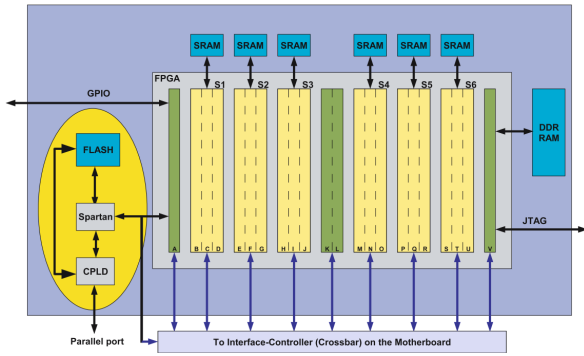 SRAM SRAM SRAM SRAM SRAM SRAM
FPGA
S1 S2 S3 S4 S5 S6
GPIO
FLASH
DDR
RAM
Spartan
JTAG
A B C D E F G H I J K L M N O P Q R S T U V
CPLD
Parallel port
To Interface-Controller (Crossbar) on the Motherboard